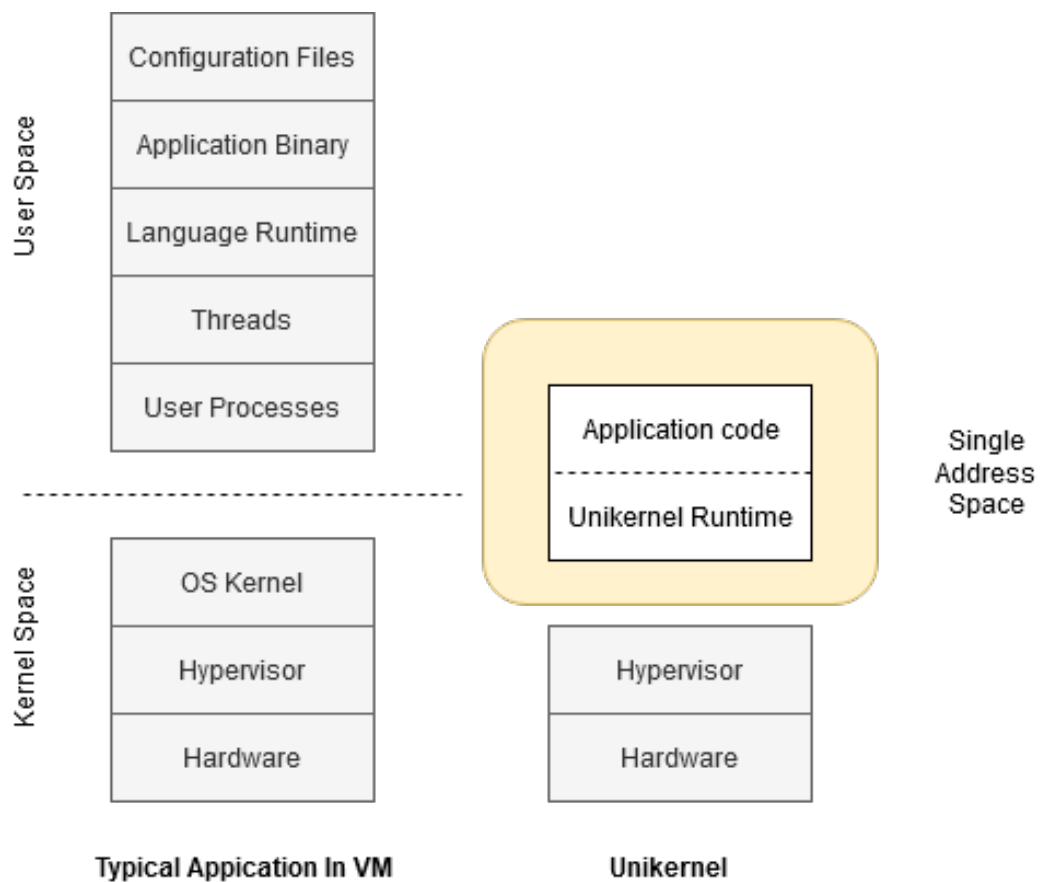 User Space
Configuration Files
Application Binary
Language Runtime
Threads
User Processes
Kernel Space
OS Kernel
Hypervisor
Hardware
Typical Appication In VM
Application code
Unikernel Runtime
Single
Address
Space
Hypervisor
Hardware
Unikernel